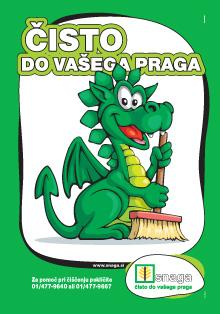 ČISTO
DO VAŠEGA PRAGA
www.snaga.si
Za pomoč pri čiščenju pokličite
01/477-9640 ali 01/477-9667
snaga
čisto do vašega praga